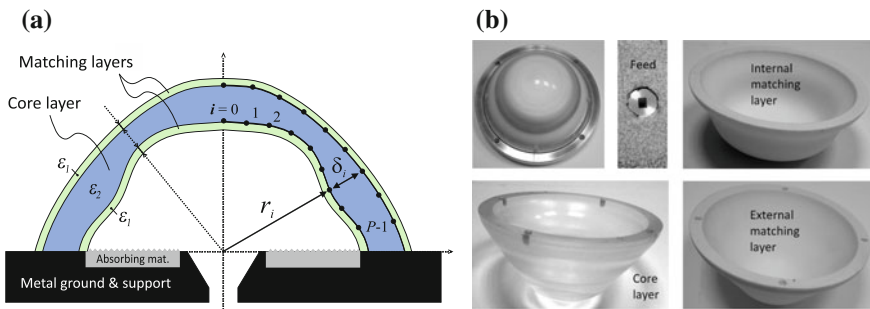 (a)
Matching layers
Core layer
i=0
1
2
ε₁
ε₂
ε₁
δᵢ
rᵢ
P-1
Absorbing mat.
Metal ground & support
(b)
Feed
Internal
matching
layer
Core
layer
External
matching
layer